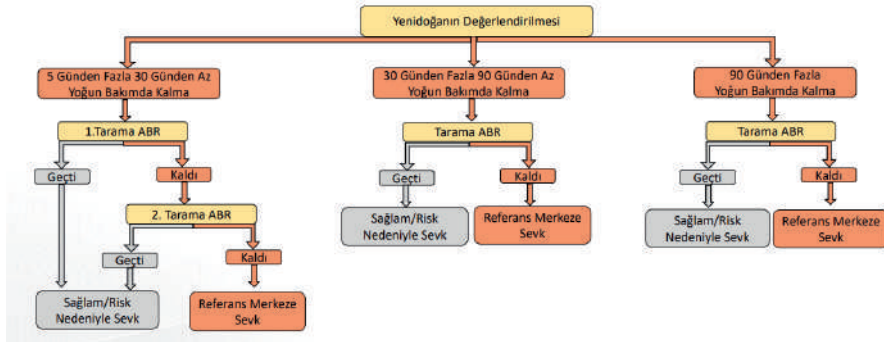 Yenidoğanın Değerlendirilmesi
5 Günden Fazla 30 Günden Az
Yoğun Bakımda Kalma
30 Günden Fazla 90 Günden Az
Yoğun Bakımda Kalma
90 Günden Fazla
Yoğun Bakımda Kalma
1.Tarama ABR
Tarama ABR
Tarama ABR
Geçti
Kaldı
Geçti
Kaldı
Geçti
Kaldı
2. Tarama ABR
Sağlam/Risk
Nedeniyle Sevk
Referans Merkeze
Sevk
Sağlam/Risk
Nedeniyle Sevk
Referans Merkeze
Sevk
Geçti
Kaldı
Sağlam/Risk
Nedeniyle Sevk
Referans Merkeze
Sevk